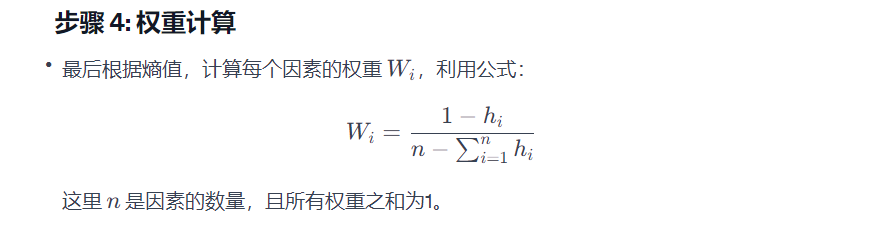 步骤 4: 权重计算
• 最后根据熵值，计算每个因素的权重 $W_i$，利用公式：
$$W_i = \frac{1 - h_i}{n - \sum_{i=1}^{n} h_i}$$
这里 $n$ 是因素的数量，且所有权重之和为1。